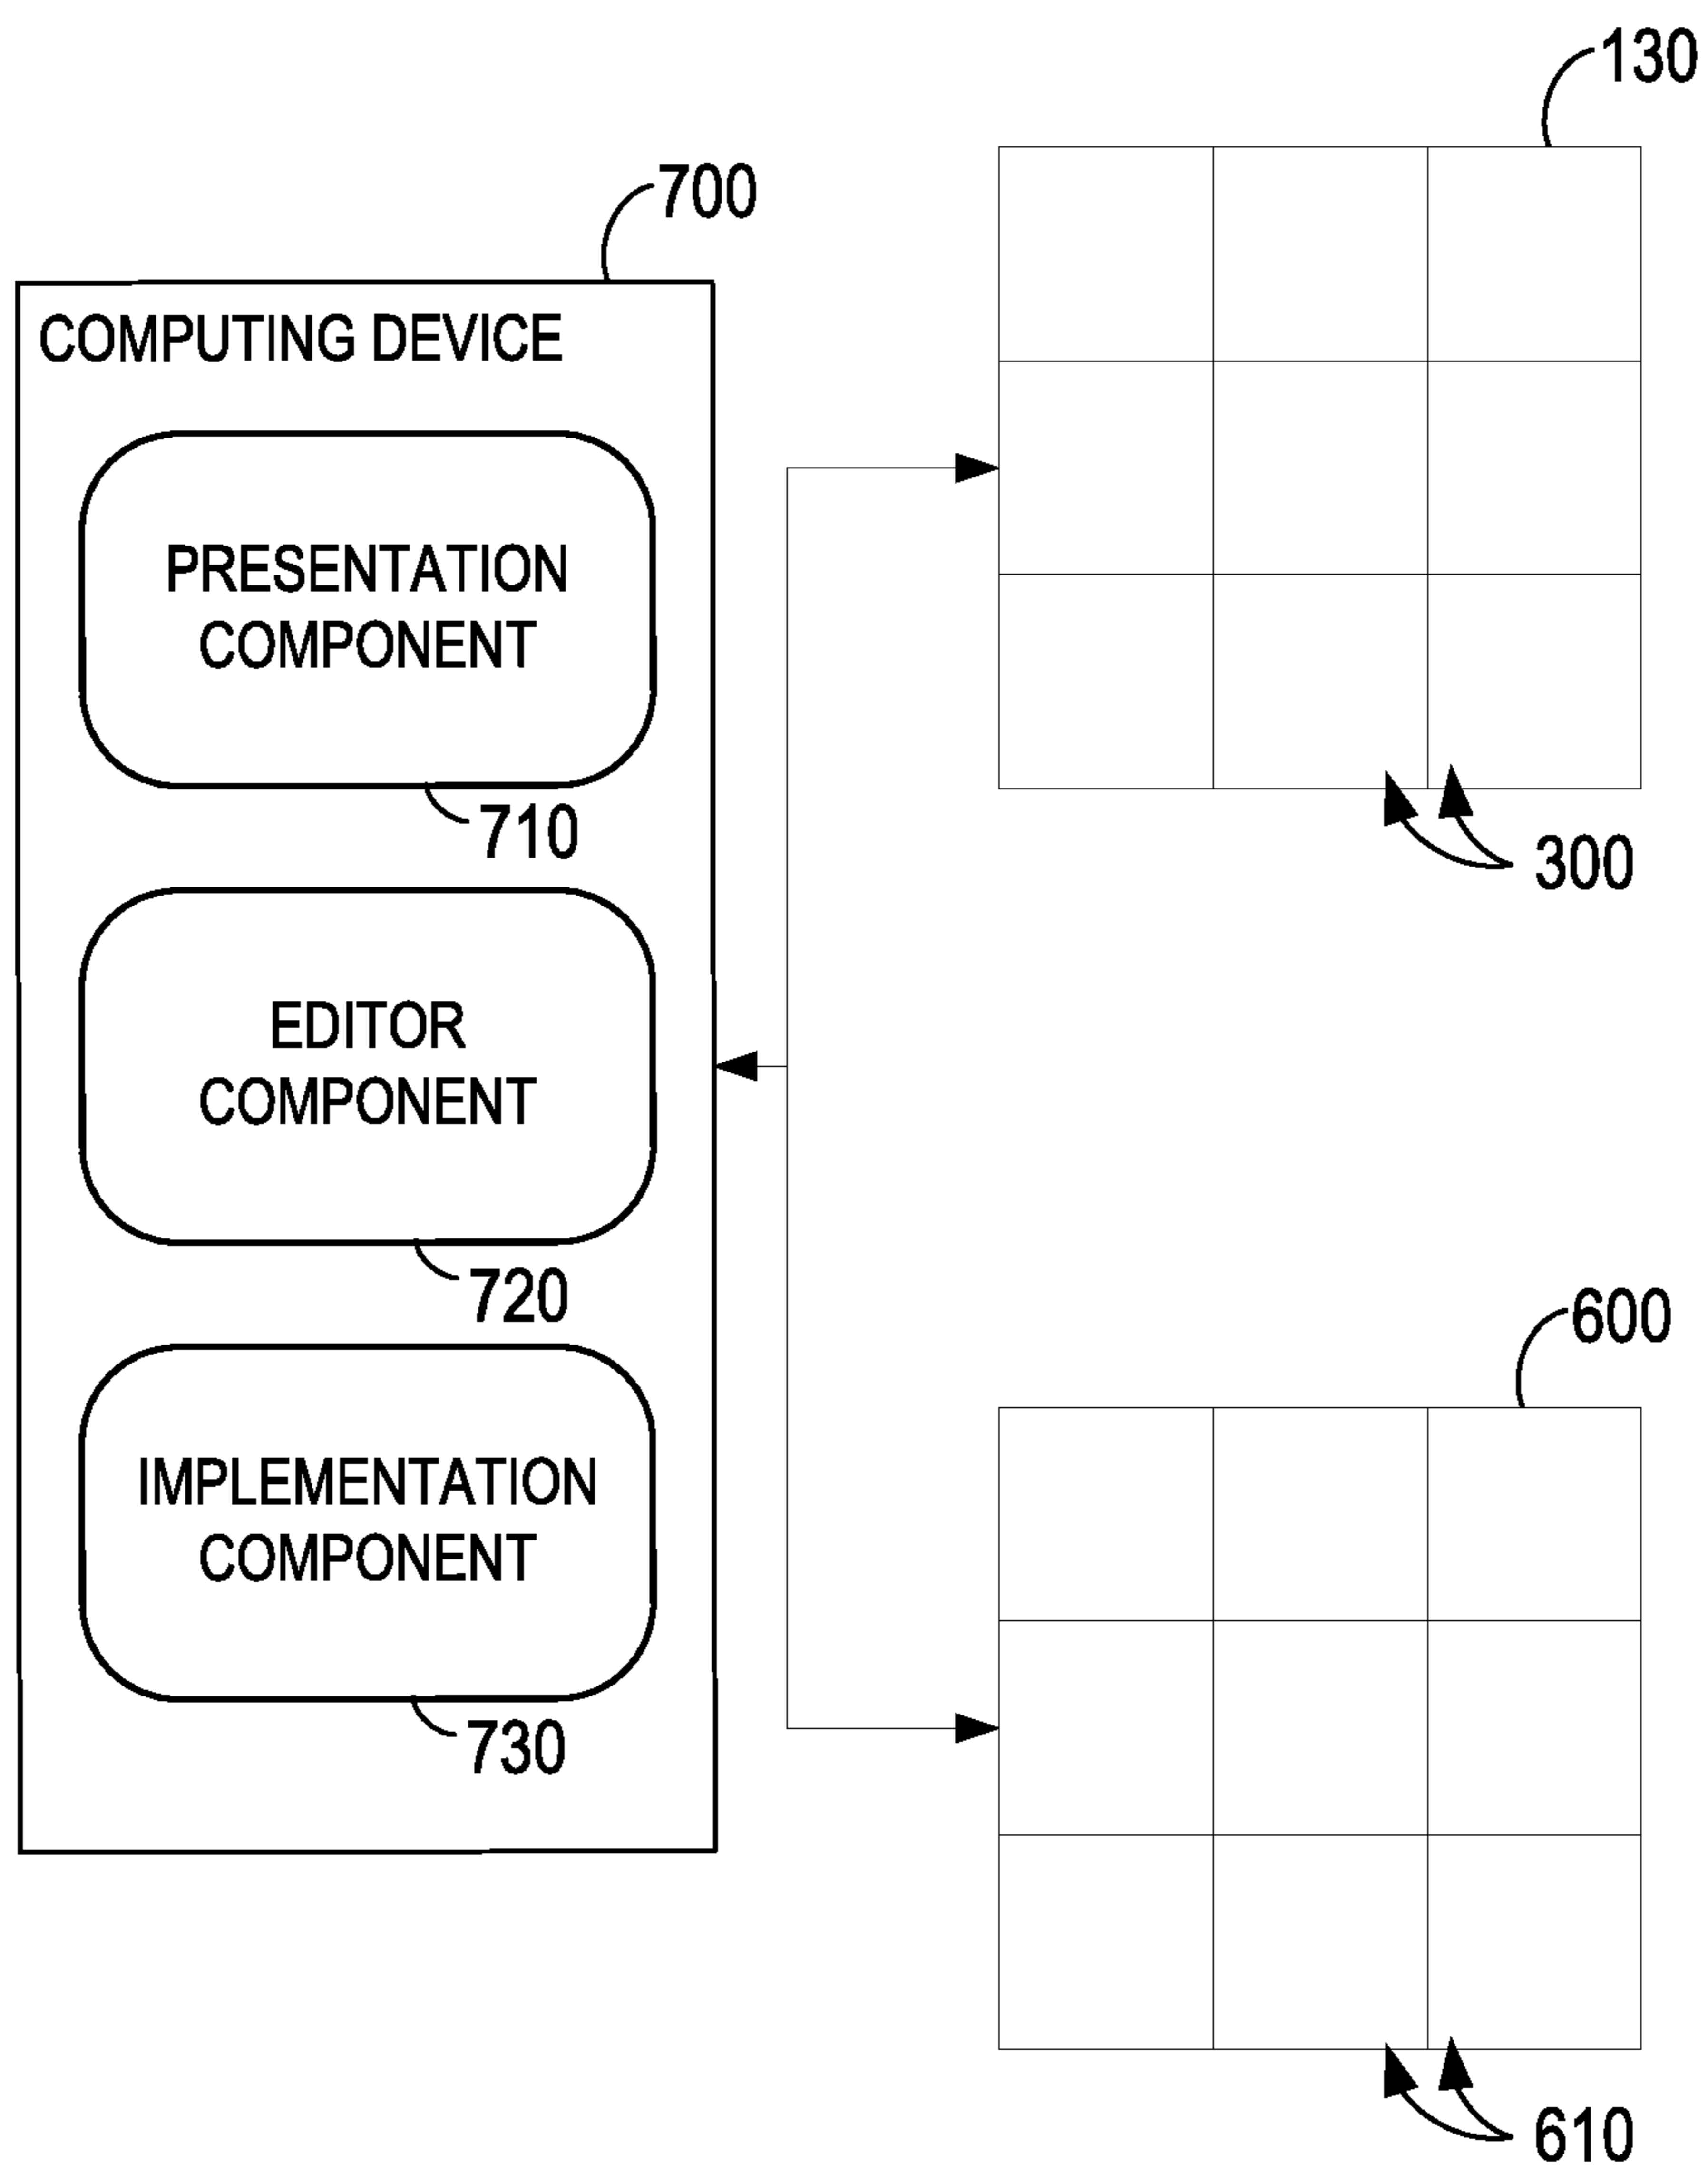 130
700
COMPUTING DEVICE
PRESENTATION
COMPONENT
710
300
EDITOR
COMPONENT
720
600
IMPLEMENTATION
COMPONENT
730
610